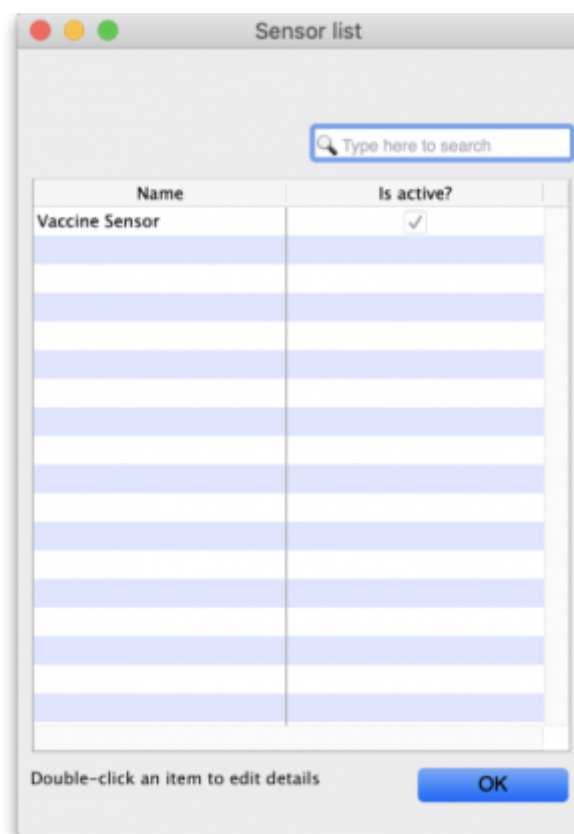 Sensor list
Type here to search
Name Is active?
Vaccine Sensor
Double-click an item to edit details
OK